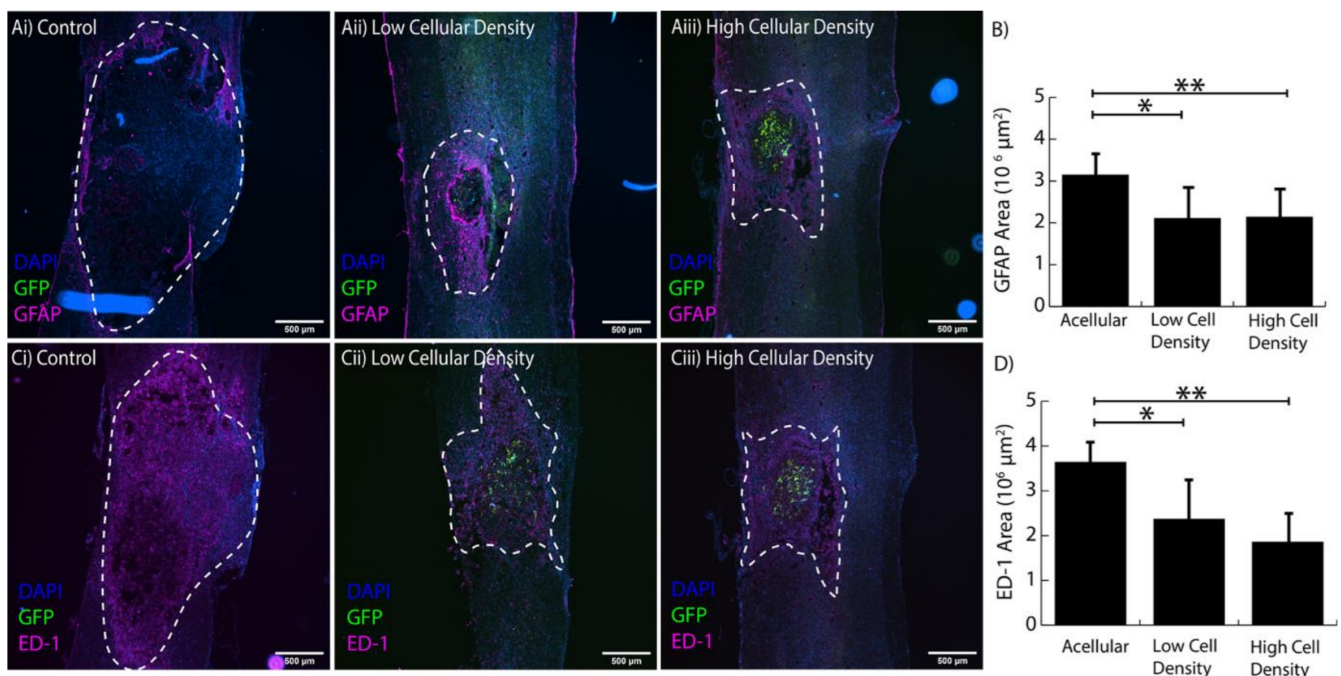 Ai) Control
DAPI
GFP
GFAP
500 µm
Aii) Low Cellular Density
DAPI
GFP
GFAP
500 µm
Aiii) High Cellular Density
DAPI
GFP
GFAP
500 µm
B)
GFAP Area (10 ⁶ µm²)
5
4
3
2
1
0
*
**
Acellular
Low Cell
Density
High Cell
Density
Ci) Control
DAPI
GFP
ED-1
500 µm
Cii) Low Cellular Density
DAPI
GFP
ED-1
500 µm
Ciii) High Cellular Density
DAPI
GFP
ED-1
500 µm
D)
ED-1 Area (10⁶ µm²)
5
4
3
2
1
0
*
**
Acellular
Low Cell
Density
High Cell
Density